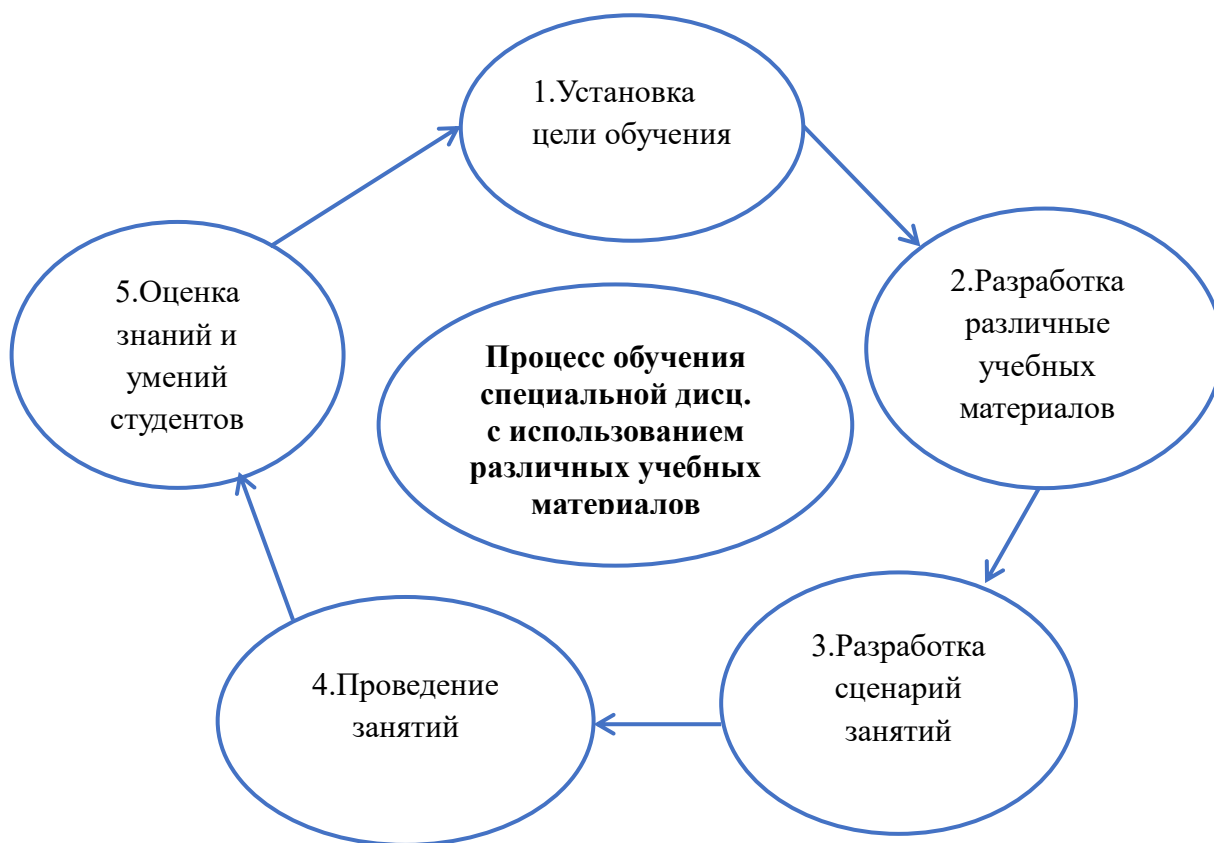 1.Установка
цели обучения
2.Разработка
различные
учебных
материалов
3.Разработка
сценарий
занятий
4.Проведение
занятий
5.Оценка
знаний и
умений
студентов
Процесс обучения
специальной дисц.
с использованием
различных учебных
материалов